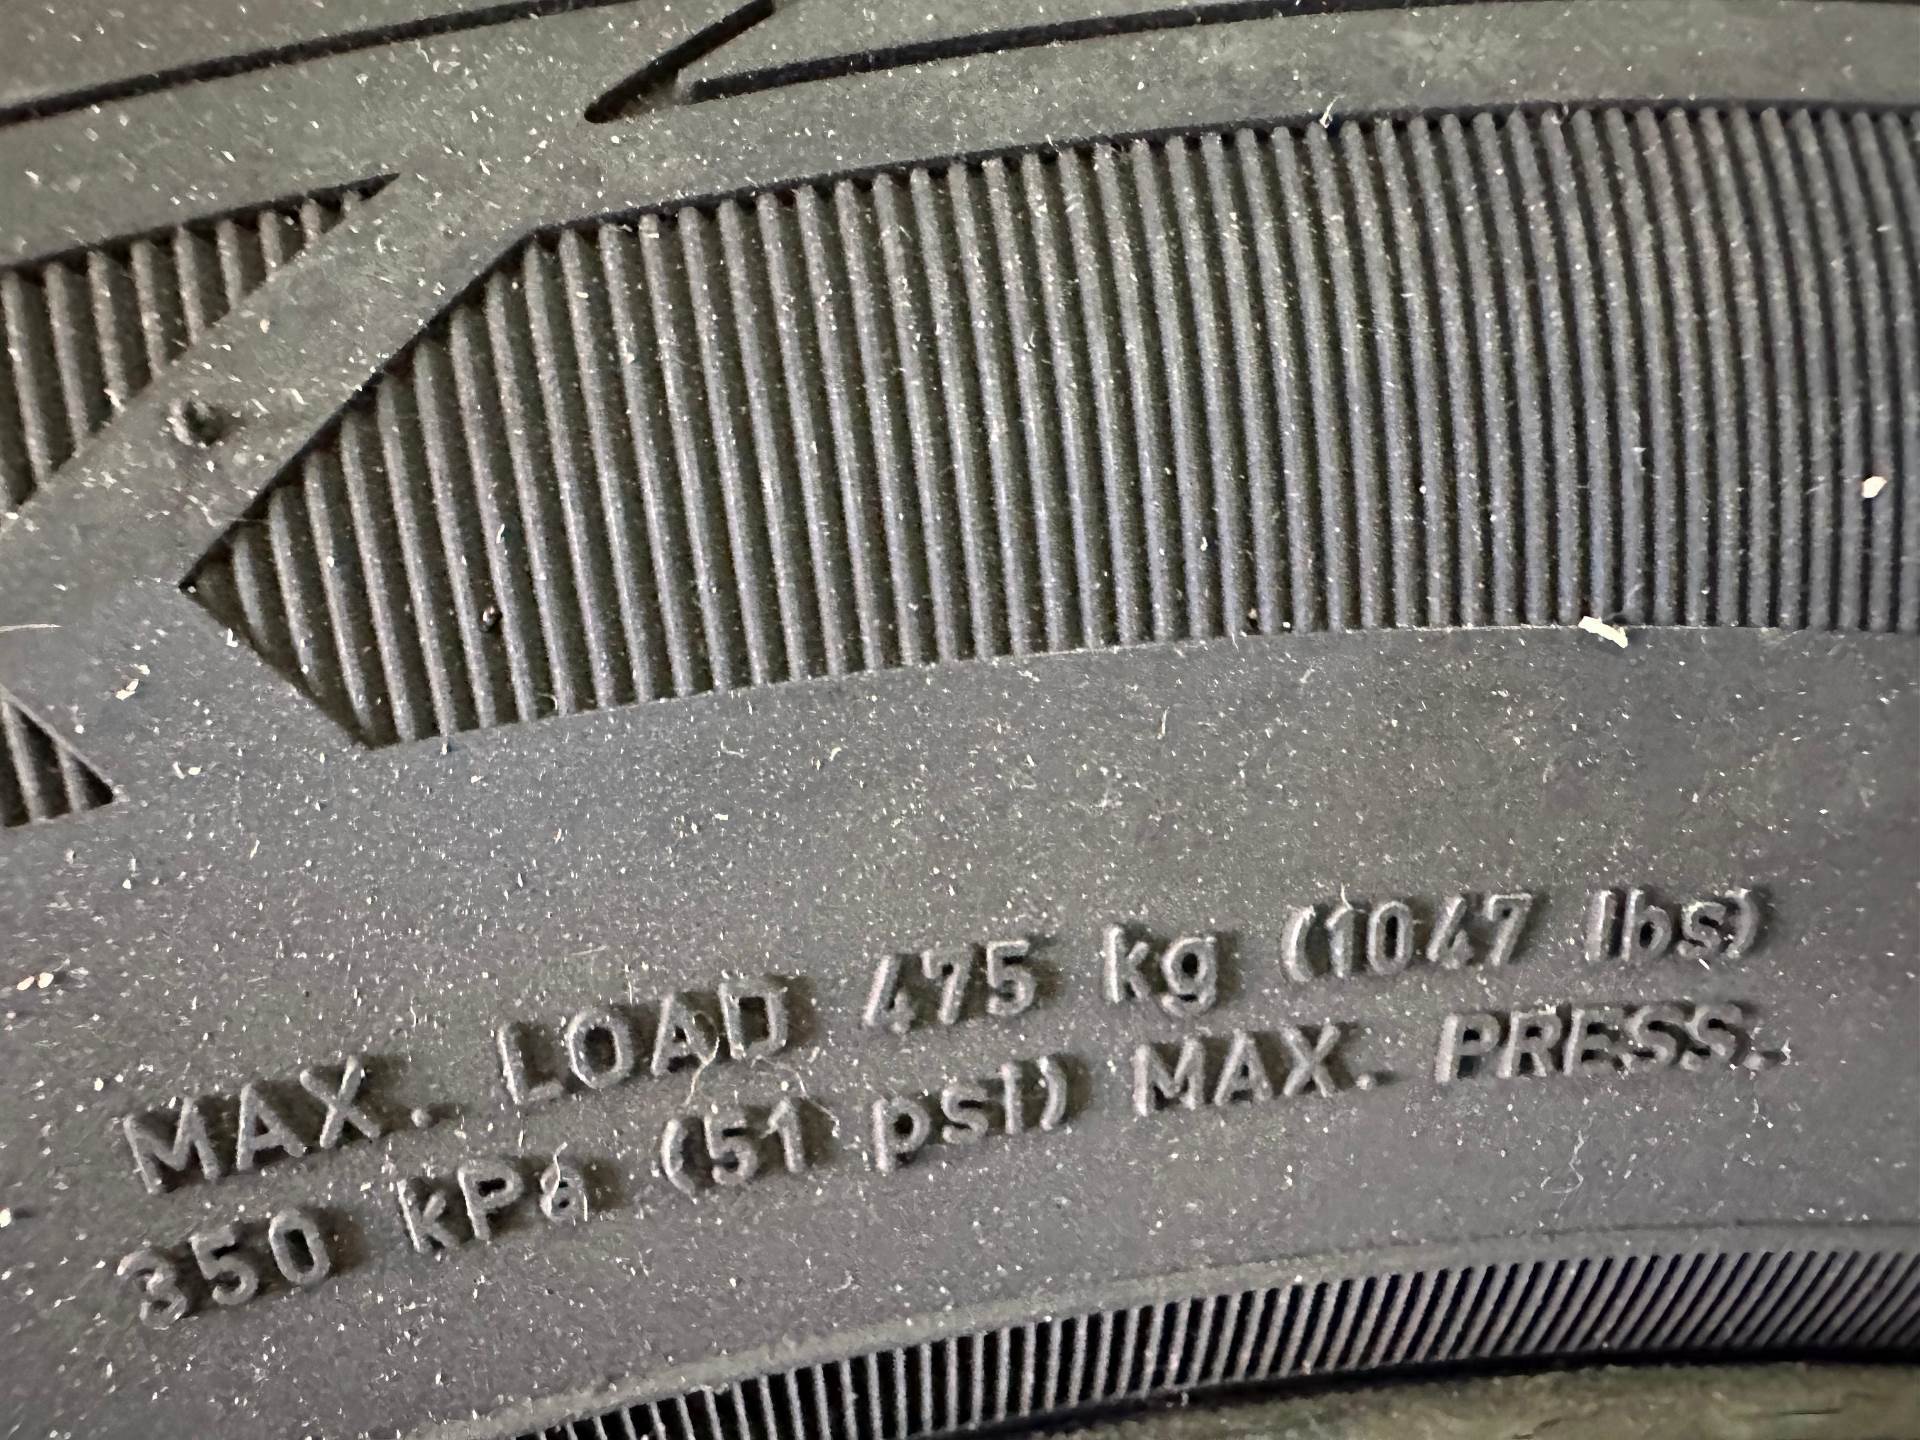 MAX. LOAD 475 kg (1047 lbs)
350 kPa (51 psi) MAX. PRESS.